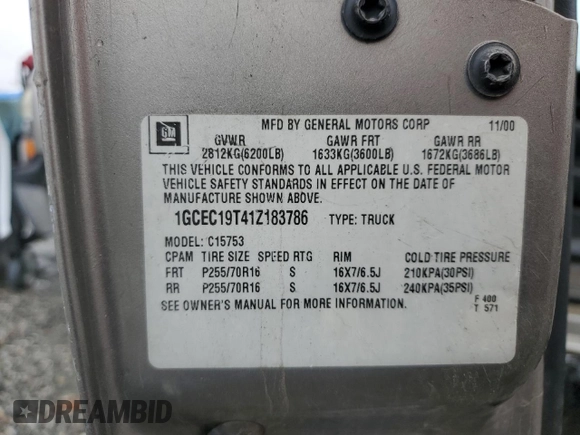 GM
MFD BY GENERAL MOTORS CORP 11/00
GVWR GAWR FRT GAWR RR
2812KG(6200LB) 1633KG(3600LB) 1672KG(3686LB)
THIS VEHICLE CONFORMS TO ALL APPLICABLE U.S. FEDERAL MOTOR
VEHICLE SAFETY STANDARDS IN EFFECT ON THE DATE OF
MANUFACTURE SHOWN ABOVE.
1GCEC19T41Z183786 TYPE: TRUCK
MODEL: C15753
CPAM TIRE SIZE SPEED RTG RIM COLD TIRE PRESSURE
FRT P255/70R16 S 16X7/6.5J 210KPA(30PSI)
RR P255/70R16 S 16X7/6.5J 240KPA(35PSI)
SEE OWNER'S MANUAL FOR MORE INFORMATION.
F 400
T 571
DREAMBID